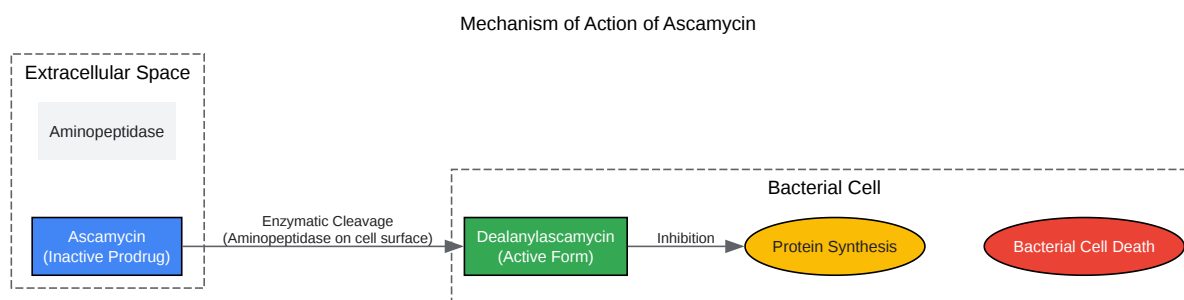 Mechanism of Action of Ascamycin
Extracellular Space
Aminopeptidase
Bacterial Cell
Ascamycin
(Inactive Prodrug)
Enzymatic Cleavage
(Aminopeptidase on cell surface)
Dealanylascamycin
(Active Form)
Inhibition
Protein Synthesis
Bacterial Cell Death